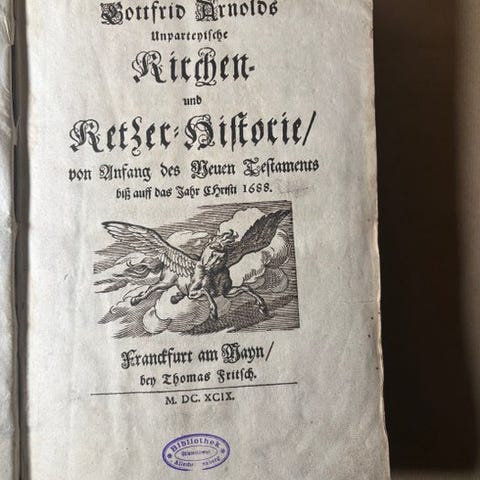 Gottfrid Arnolds
Unparteyische
Kirchen-
und
Ketzer-Historie/
von Anfang des Neuen Testaments
biß auff das Jahr Christi 1688.
Franckfurt am Mayn/
bey Thomas Fritsch.
M. DC. XCIX.
Bibliothek